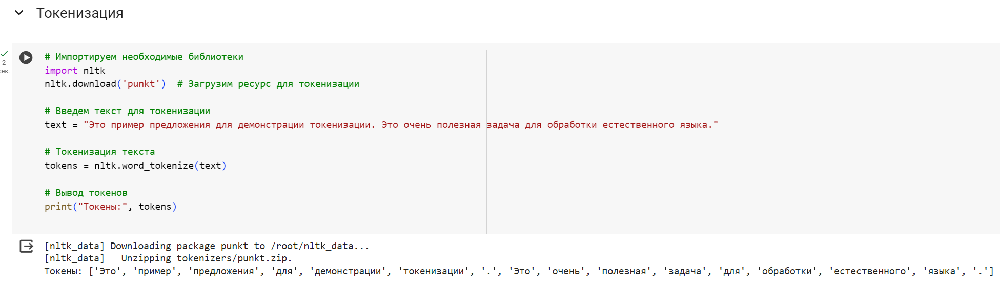 Токенизация
2
сек.
# Импортируем необходимые библиотеки
import nltk
nltk.download('punkt')  # Загрузим ресурс для токенизации
# Введем текст для токенизации
text = "Это пример предложения для демонстрации токенизации. Это очень полезная задача для обработки естественного языка."
# Токенизация текста
tokens = nltk.word_tokenize(text)
# Вывод токенов
print("Токены:", tokens)
[nltk_data] Downloading package punkt to /root/nltk_data...
[nltk_data]   Unzipping tokenizers/punkt.zip.
Токены: ['Это', 'пример', 'предложения', 'для', 'демонстрации', 'токенизации', '.', 'Это', 'очень', 'полезная', 'задача', 'для', 'обработки', 'естественного', 'языка', '.']